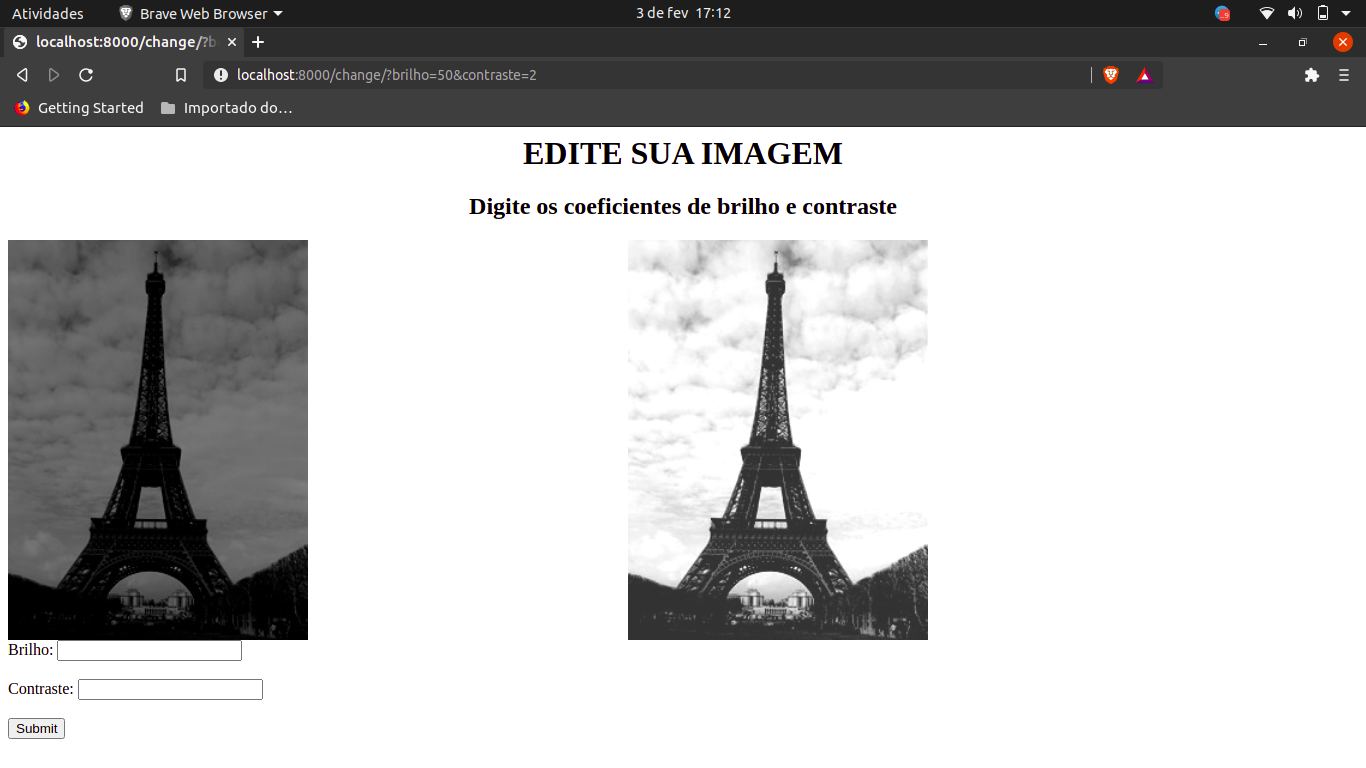 Atividades Brave Web Browser 3 de fev 17:12
localhost:8000/change/?b
localhost:8000/change/?brilho=50&contraste=2
Getting Started Importado do…
EDITE SUA IMAGEM
Digite os coeficientes de brilho e contraste
Brilho:
Contraste:
Submit